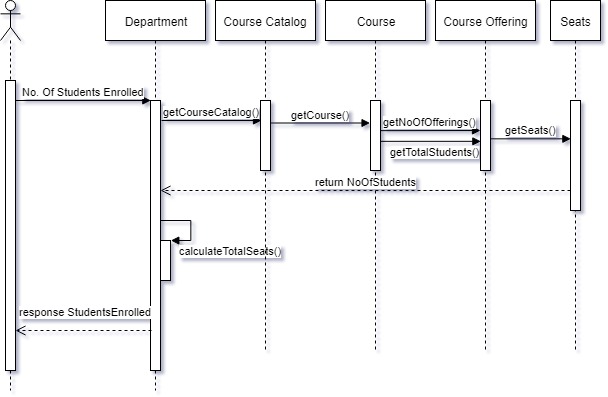 Department
Course Catalog
Course
Course Offering
Seats
No. Of Students Enrolled
getCourseCatalog()
getCourse()
getNoOfOfferings()
getSeats()
getTotalStudents()
return NoOfStudents
calculateTotalSeats()
response StudentsEnrolled